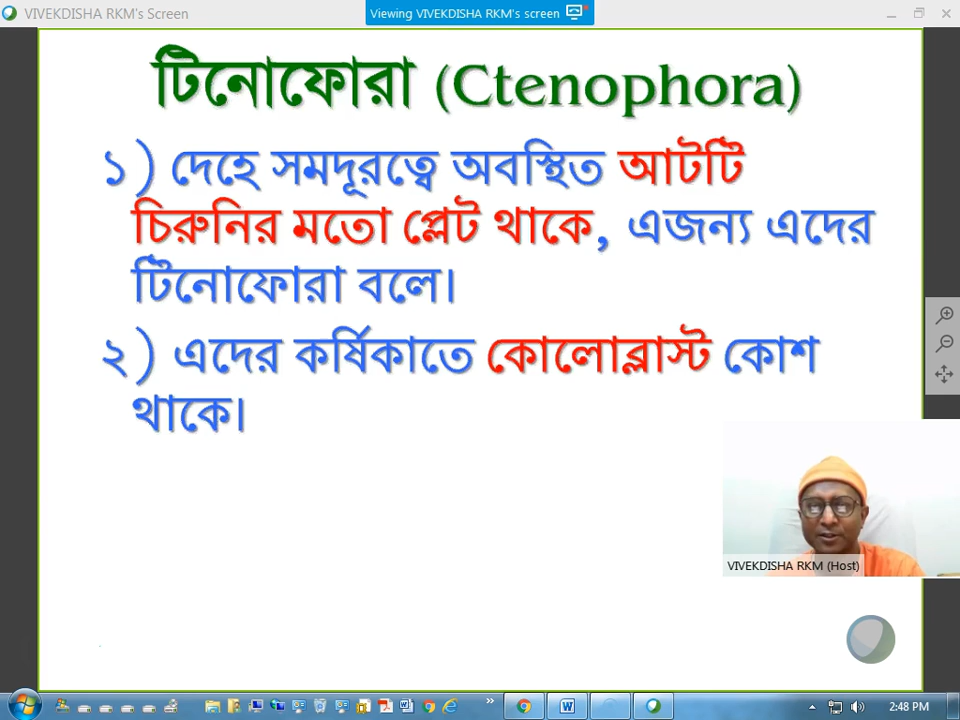 VIVEKDISHA RKM's Screen
Viewing VIVEKDISHA RKM's screen
টিনোফোরা (Ctenophora)
১) দেহে সমদূরত্বে অবস্থিত আটটি
চিরুনির মতো প্লেট থাকে, এজন্য এদের
টিনোফোরা বলে।
২) এদের কর্ষিকাতে কোলোব্লাস্ট কোশ
থাকে।
VIVEKDISHA RKM (Host)
2:48 PM